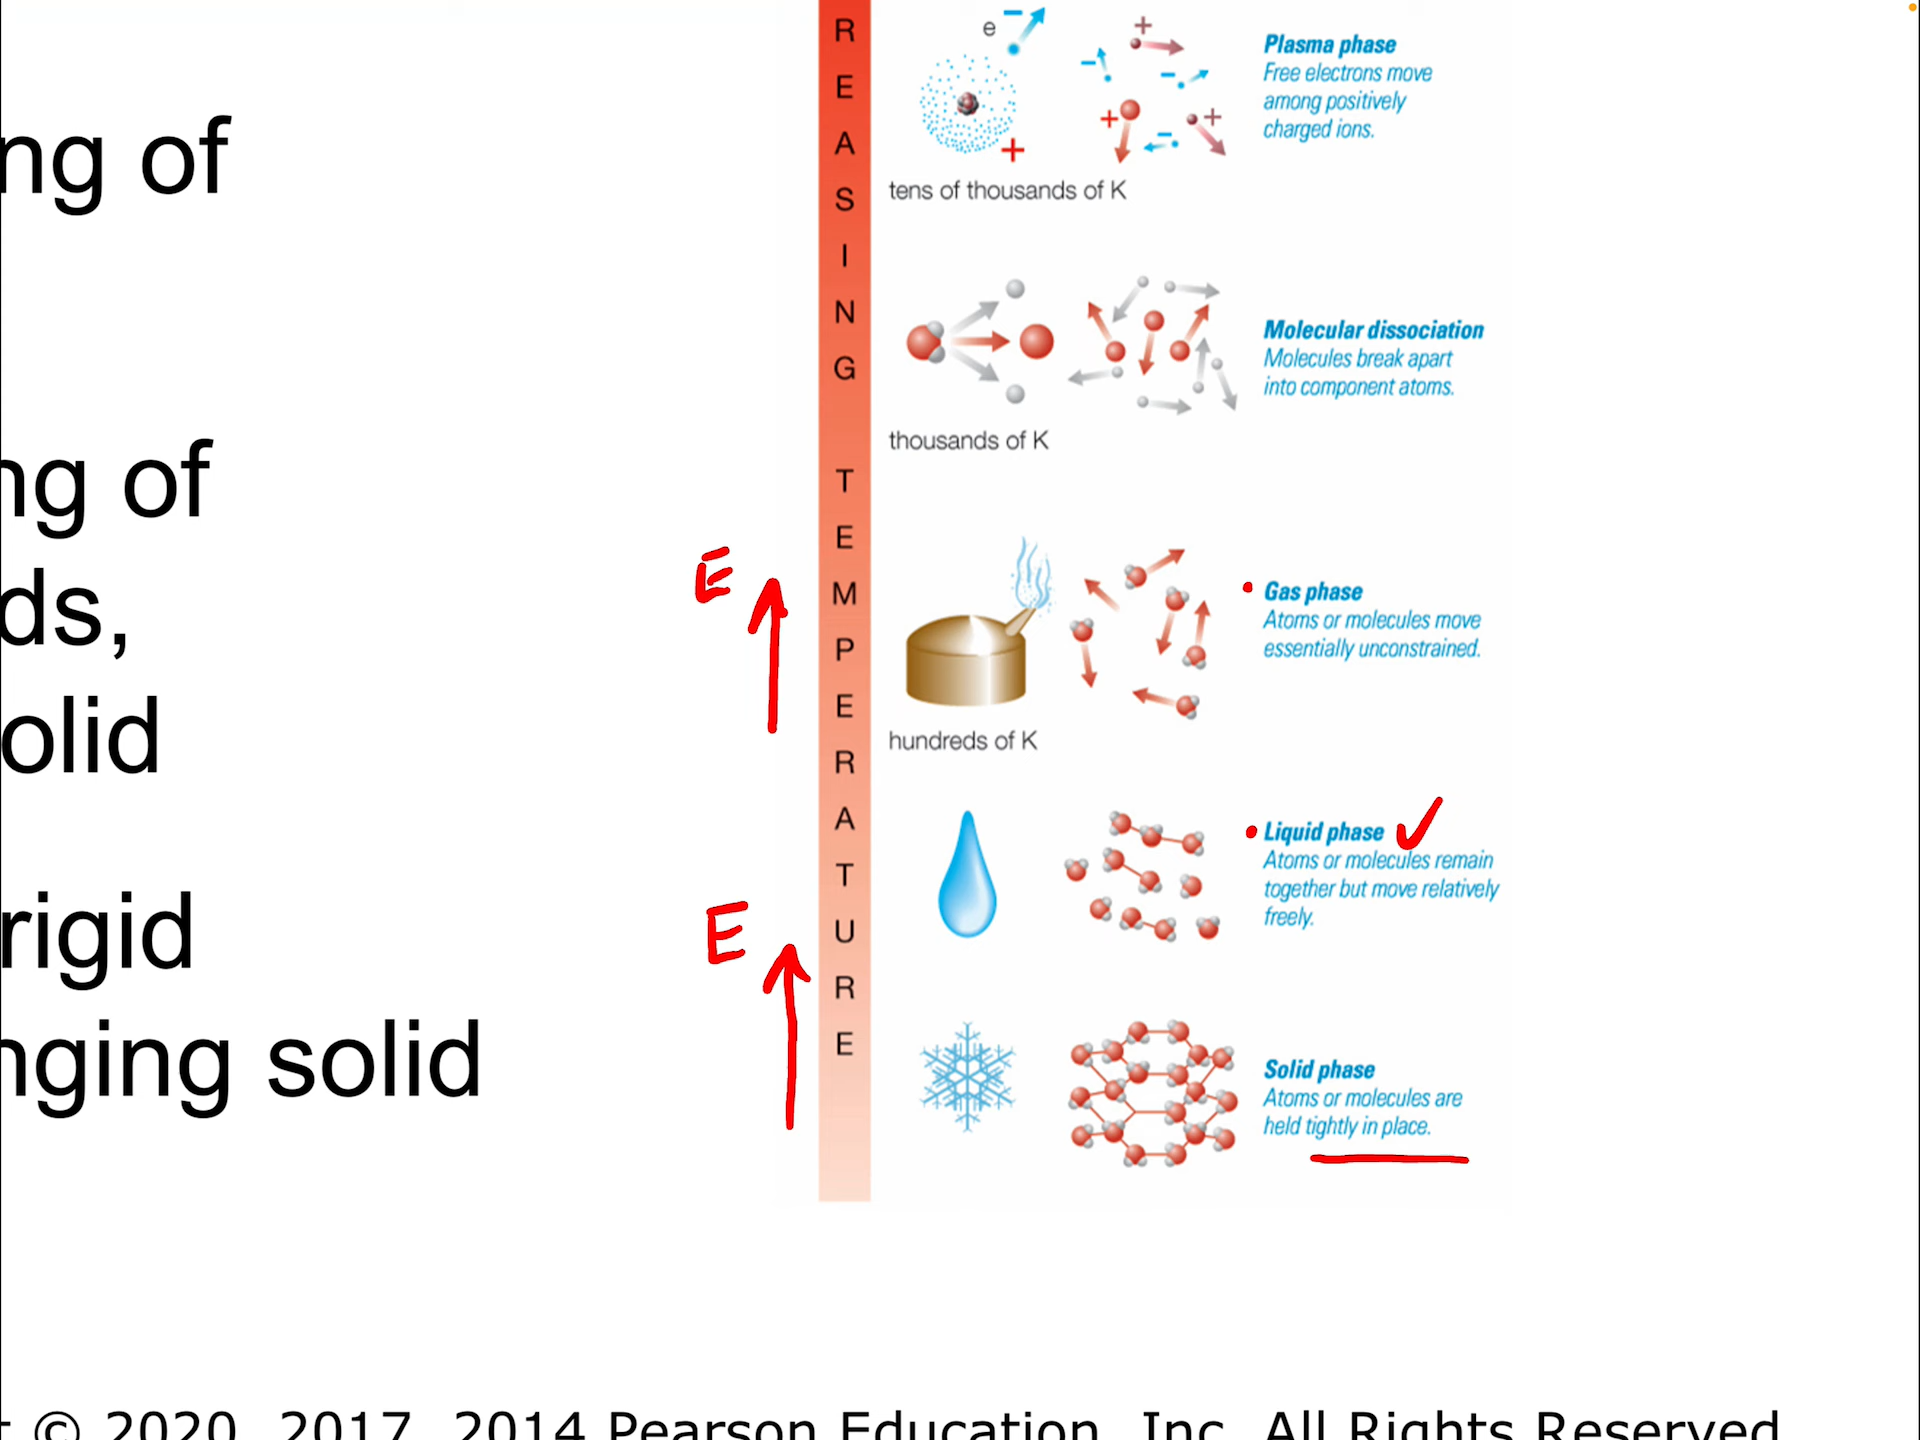 ng of
ng of
ds,
olid
rigid
nging solid
E
E
R
E
A
S
I
N
G
T
E
M
P
E
R
A
T
U
R
E
e −
+
+
−
−
+
+
−
Plasma phase
Free electrons move
among positively
charged ions.
tens of thousands of K
Molecular dissociation
Molecules break apart
into component atoms.
thousands of K
• Gas phase
Atoms or molecules move
essentially unconstrained.
hundreds of K
• Liquid phase ✓
Atoms or molecules remain
together but move relatively
freely.
Solid phase
Atoms or molecules are
held tightly in place.
© 2020, 2017, 2014 Pearson Education, Inc. All Rights Reserved